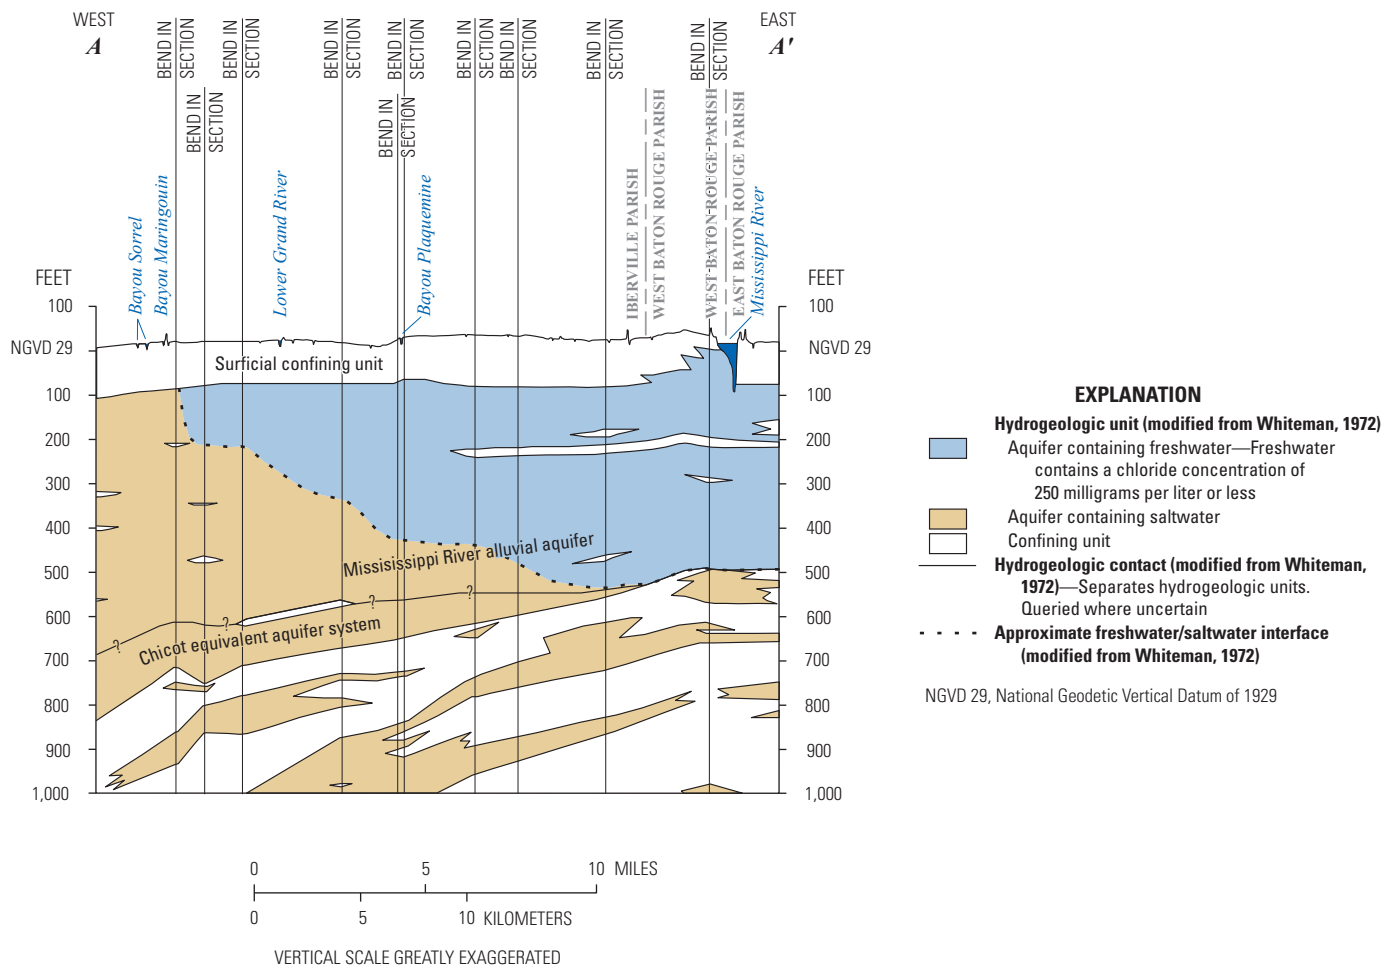 WEST
A
EAST
A'
BEND IN
SECTION
BEND IN
SECTION
BEND IN
SECTION
BEND IN
SECTION
BEND IN
SECTION
BEND IN
SECTION
BEND IN
SECTION
BEND IN
SECTION
BEND IN
SECTION
BEND IN
SECTION
Bayou Sorrel
Bayou Maringouin
Lower Grand River
Bayou Plaquemine
IBERVILLE PARISH
WEST BATON ROUGE PARISH
WEST BATON ROUGE PARISH
EAST BATON ROUGE PARISH
Mississippi River
FEET
100
NGVD 29
100
200
300
400
500
600
700
800
900
1,000
FEET
100
NGVD 29
100
200
300
400
500
600
700
800
900
1,000
Surficial confining unit
Missisissippi River alluvial aquifer
Chicot equivalent aquifer system
?
?
?
?
EXPLANATION
Hydrogeologic unit (modified from Whiteman, 1972)
Aquifer containing freshwater—Freshwater
contains a chloride concentration of
250 milligrams per liter or less
Aquifer containing saltwater
Confining unit
Hydrogeologic contact (modified from Whiteman,
1972)—Separates hydrogeologic units.
Queried where uncertain
Approximate freshwater/saltwater interface
(modified from Whiteman, 1972)
NGVD 29, National Geodetic Vertical Datum of 1929
0 5 10 MILES
0 5 10 KILOMETERS
VERTICAL SCALE GREATLY EXAGGERATED